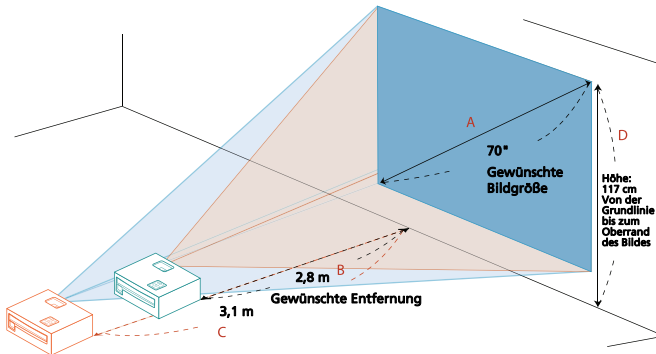 A
D
70"
Gewünschte
Bildgröße
Höhe:
117 cm
Von der
Grundlinie
bis zum
Oberrand
des Bildes
2,8 m
B
Gewünschte Entfernung
3,1 m
C